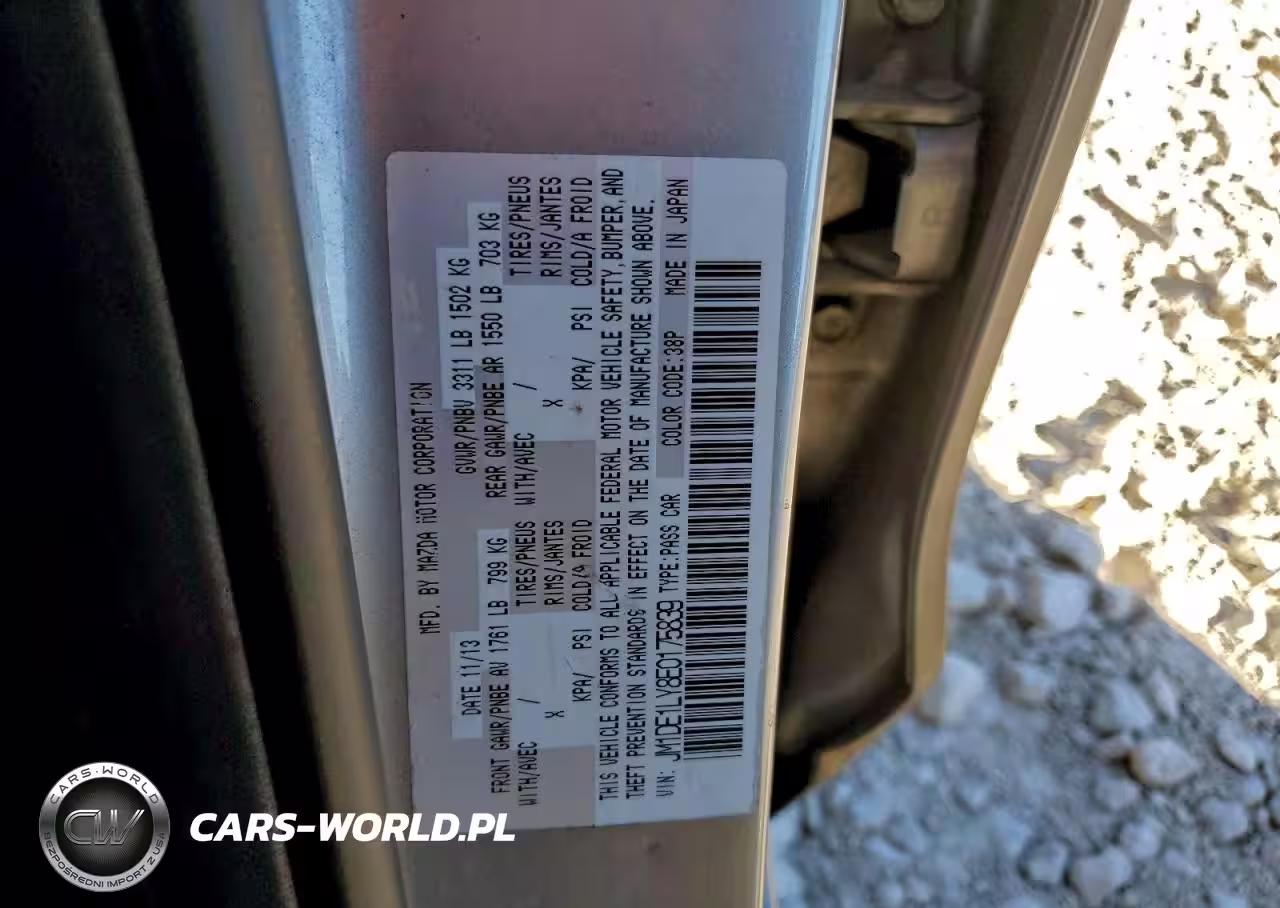 MFD. BY MAZDA MOTOR CORPORATION
DATE 11/13 GVWR/PNBV 3311 LB 1502 KG
FRONT GAWR/PNBE AV 1761 LB 799 KG REAR GAWR/PNBE AR 1550 LB 703 KG
WITH/AVEC / TIRES/PNEUS WITH/AVEC / TIRES/PNEUS
X RIMS/JANTES X RIMS/JANTES
KPA/ PSI COLD/A FROID KPA/ PSI COLD/A FROID
THIS VEHICLE CONFORMS TO ALL APPLICABLE FEDERAL MOTOR VEHICLE SAFETY, BUMPER, AND
THEFT PREVENTION STANDARDS IN EFFECT ON THE DATE OF MANUFACTURE SHOWN ABOVE.
VIN: JM1DE1LY8E0175839 TYPE:PASS CAR COLOR CODE:38P MADE IN JAPAN
CARS-WORLD
CW
BEZPOŚREDNI IMPORT Z USA
CARS-WORLD.PL